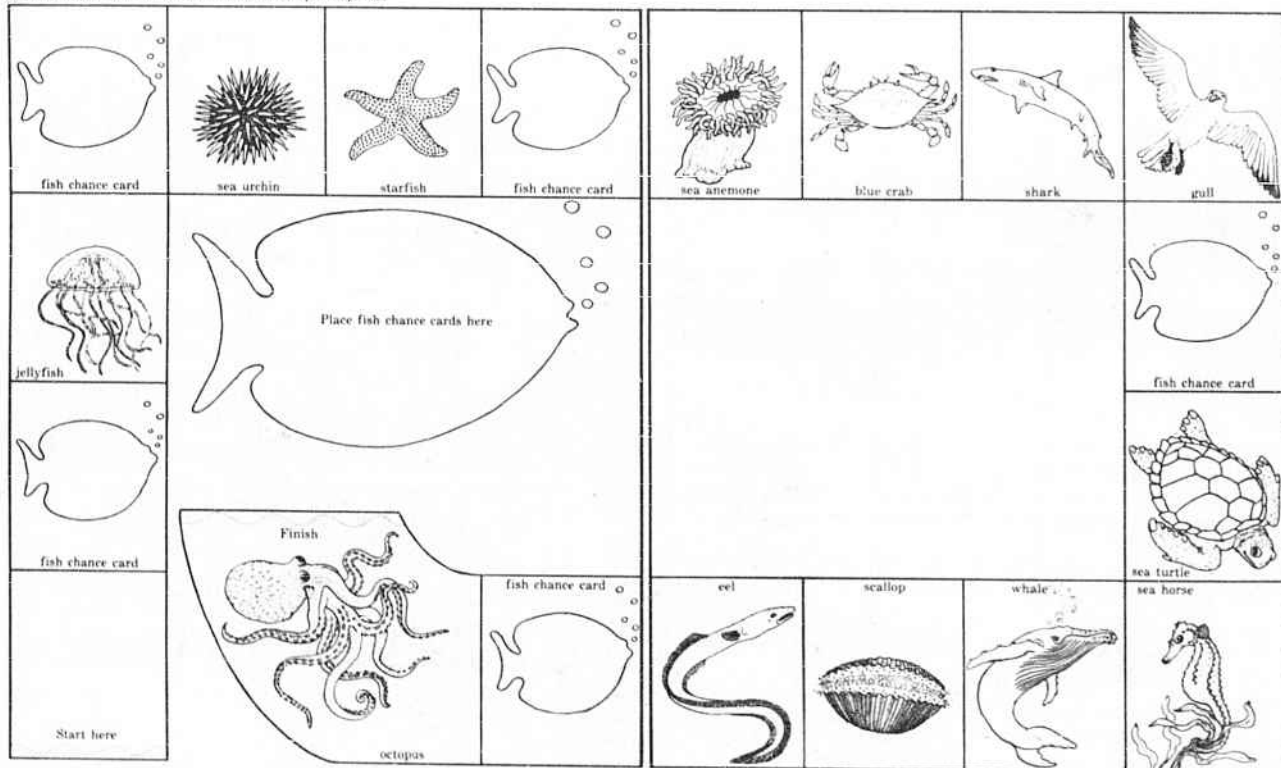 fish chance card
sea urchin
starfish
fish chance card
sea anemone
blue crab
shark
gull
jellyfish
Place fish chance cards here
fish chance card
fish chance card
sea turtle
Finish
fish chance card
eel
scallop
whale
sea horse
Start here
octopus